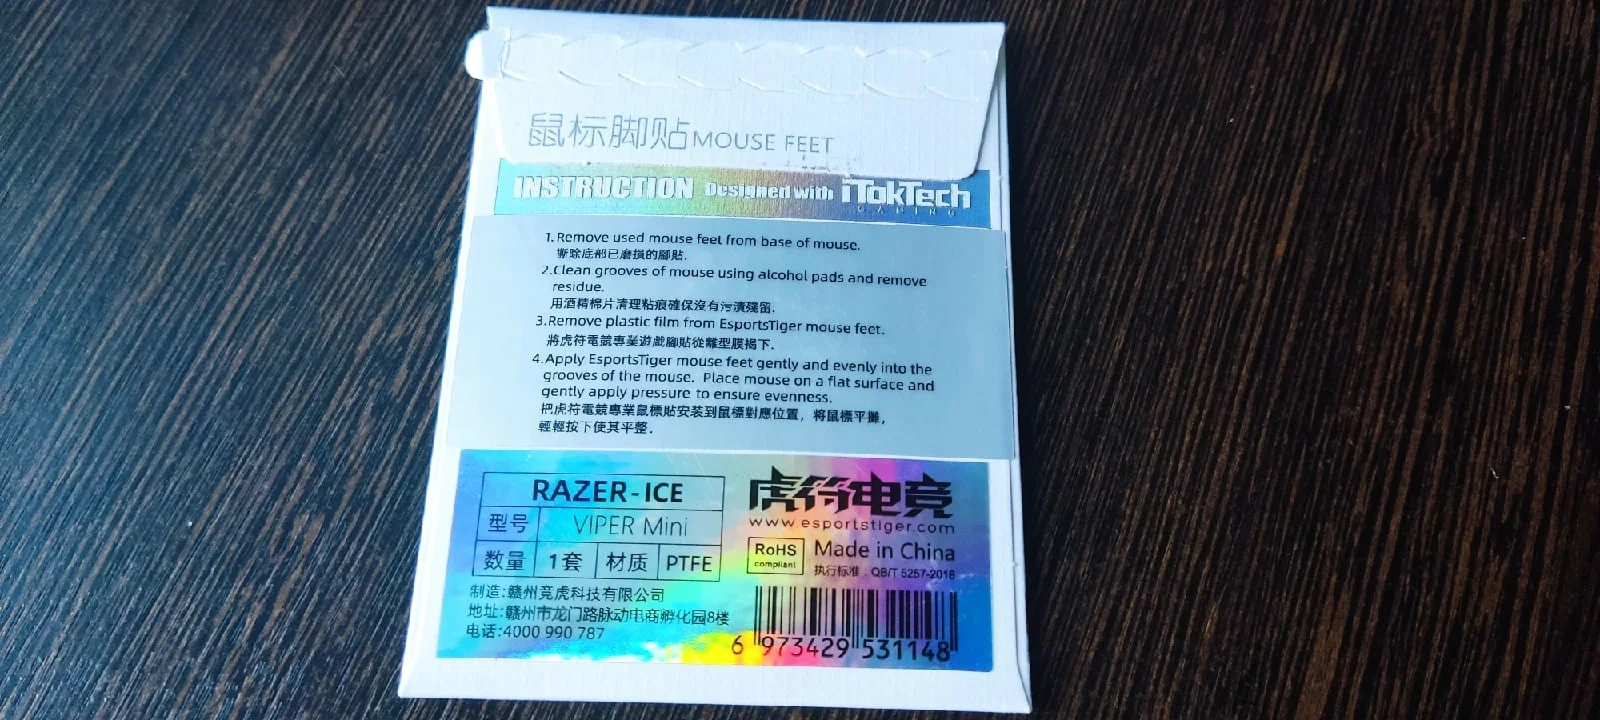 鼠标脚贴MOUSE FEET
INSTRUCTION Designed with iTokTech
GAMING
1. Remove used mouse feet from base of mouse.
撕除底部已磨損的腳貼.
2. Clean grooves of mouse using alcohol pads and remove
residue.
用酒精棉片清理粘痕確保沒有污漬殘留.
3. Remove plastic film from EsportsTiger mouse feet.
將虎符電競專業遊戲腳貼從離型膜揭下.
4. Apply EsportsTiger mouse feet gently and evenly into the
grooves of the mouse. Place mouse on a flat surface and
gently apply pressure to ensure evenness.
把虎符電競專業鼠標貼安裝到鼠標對應位置，將鼠標平攤，
輕輕按下使其平整.
RAZER-ICE
型号 VIPER Mini
数量 1套 材质 PTFE
制造:赣州竞虎科技有限公司
地址:赣州市龙门路脉动电商孵化园8楼
电话:4000 990 787
虎符电竞
www.esportstiger.com
RoHS
compliant
Made in China
执行标准：QB/T 5257-2018
6 973429 531148